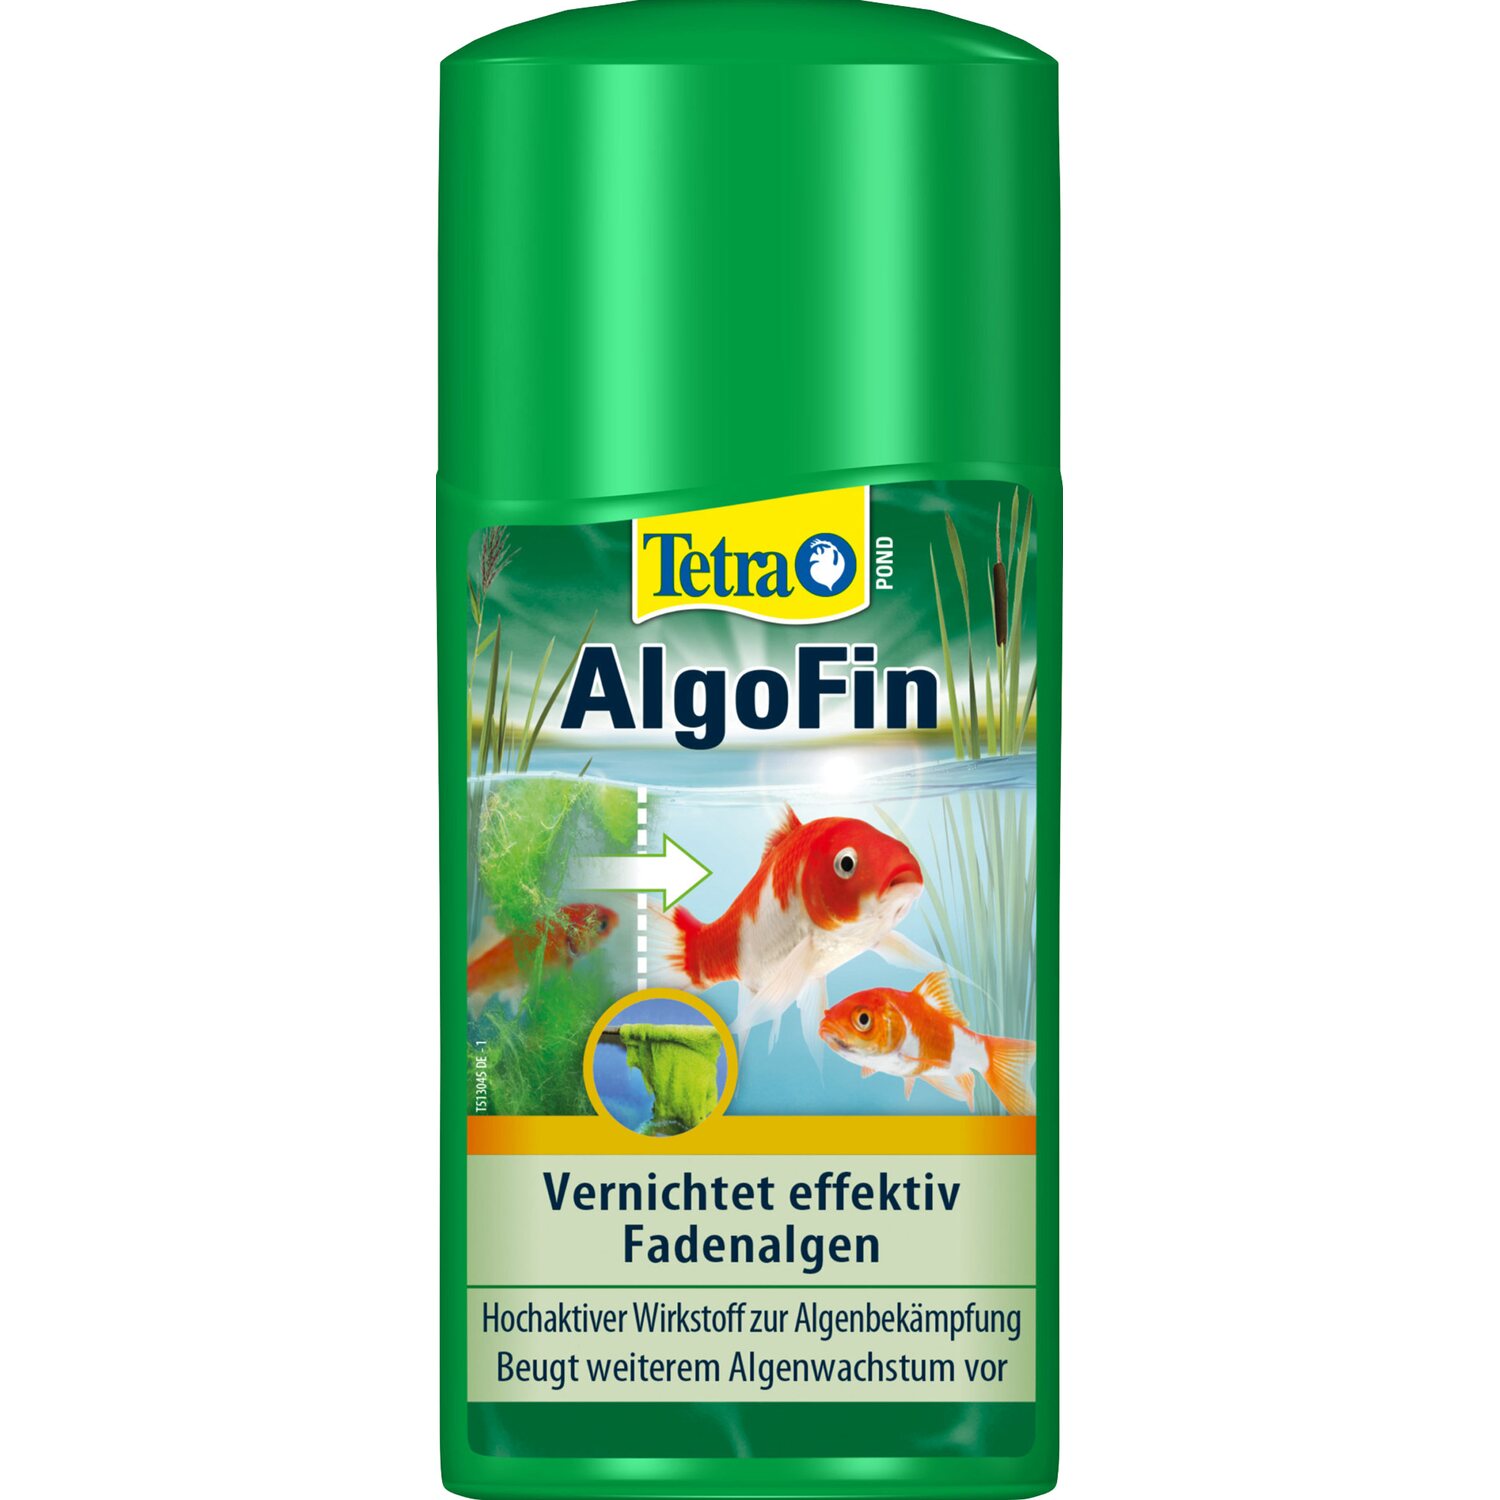 Tetra
POND
AlgoFin
T513045 DE - 1
Vernichtet effektiv
Fadenalgen
Hochaktiver Wirkstoff zur Algenbekämpfung
Beugt weiterem Algenwachstum vor